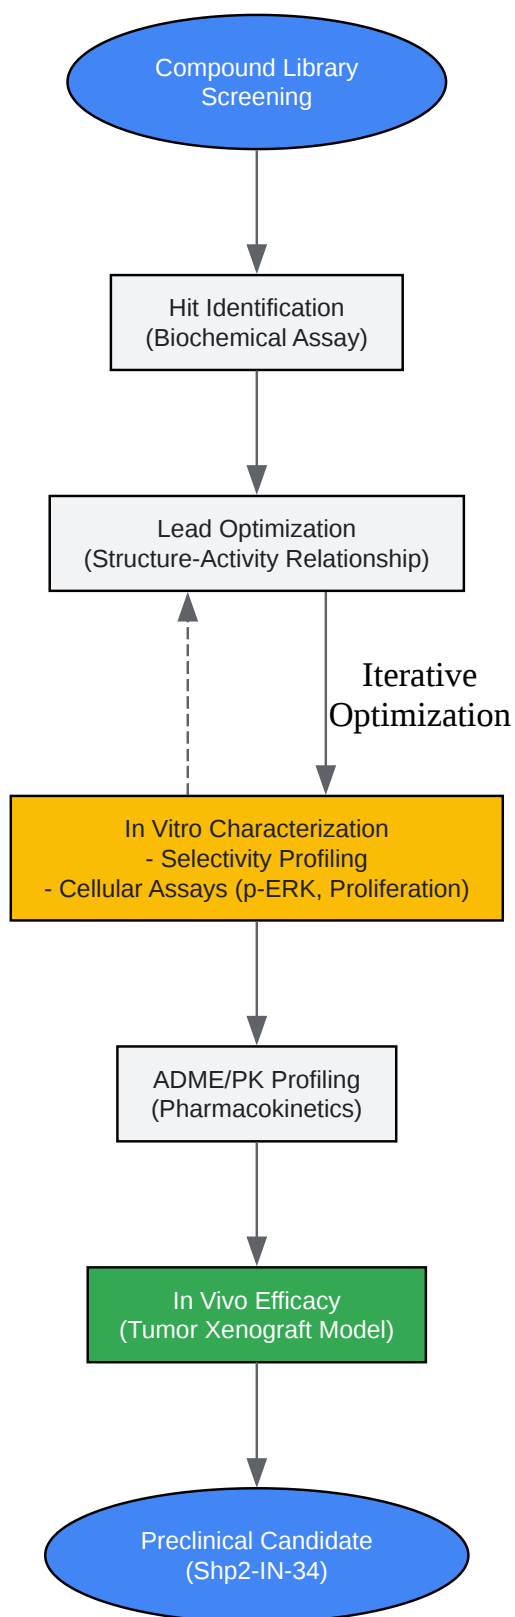 Compound Library
Screening
Hit Identification
(Biochemical Assay)
Lead Optimization
(Structure-Activity Relationship)
Iterative
Optimization
In Vitro Characterization
- Selectivity Profiling
- Cellular Assays (p-ERK, Proliferation)
ADME/PK Profiling
(Pharmacokinetics)
In Vivo Efficacy
(Tumor Xenograft Model)
Preclinical Candidate
(Shp2-IN-34)